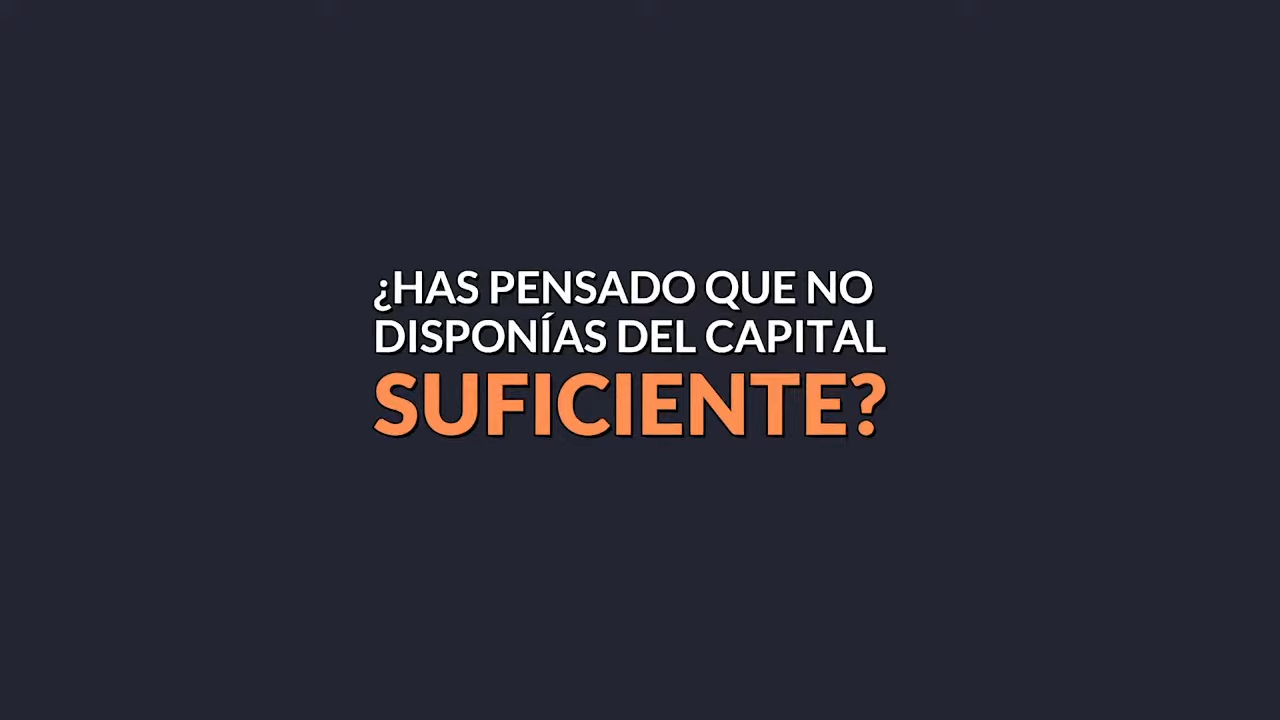 ¿HAS PENSADO QUE NO
DISPONÍAS DEL CAPITAL
SUFICIENTE?